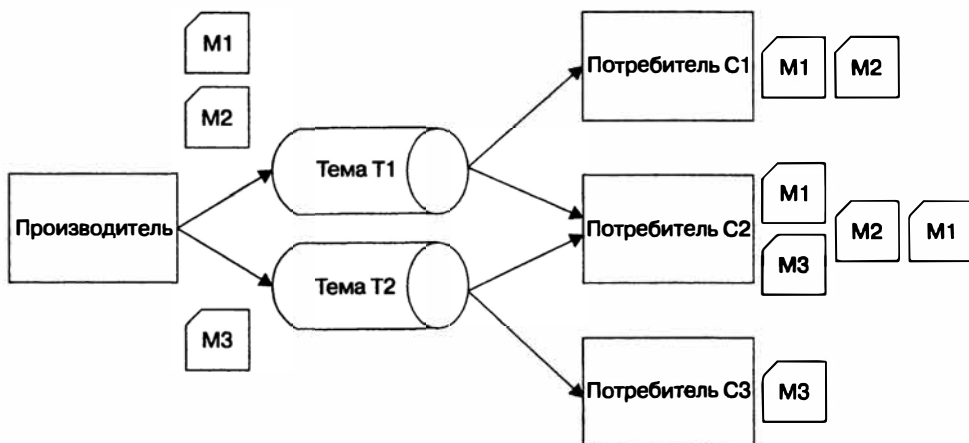 M1
M2
Производитель
M3
Тема T1
Тема T2
Потребитель C1
M1
M2
Потребитель C2
M1
M3
M2
M1
Потребитель C3
M3